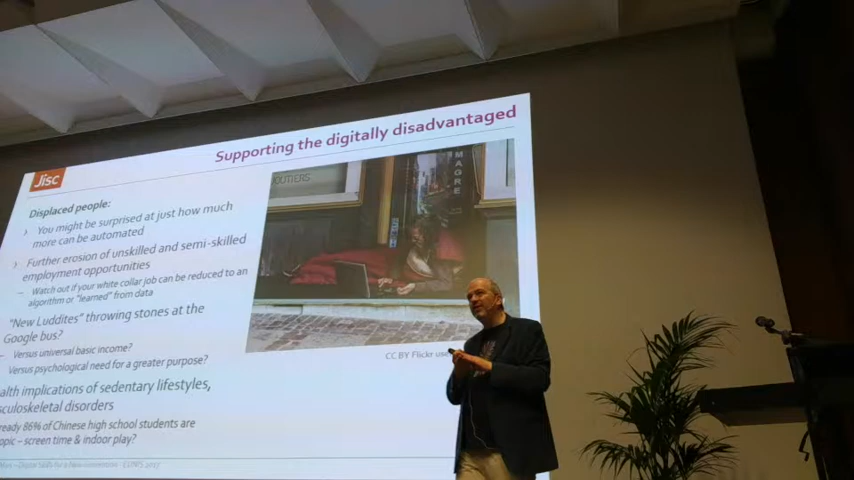 Supporting the digitally disadvantaged
Jisc
Displaced people:
› You might be surprised at just how much
more can be automated
› Further erosion of unskilled and semi-skilled
employment opportunities
– Watch out if your white collar job can be reduced to an
algorithm or "learned" from data
"New Luddites" throwing stones at the
Google bus?
– Versus universal basic income?
Versus psychological need for a greater purpose?
alth implications of sedentary lifestyles,
sculoskeletal disorders
ready 86% of Chinese high school students are
opic – screen time & indoor play?
MAGRE
CC BY Flickr use